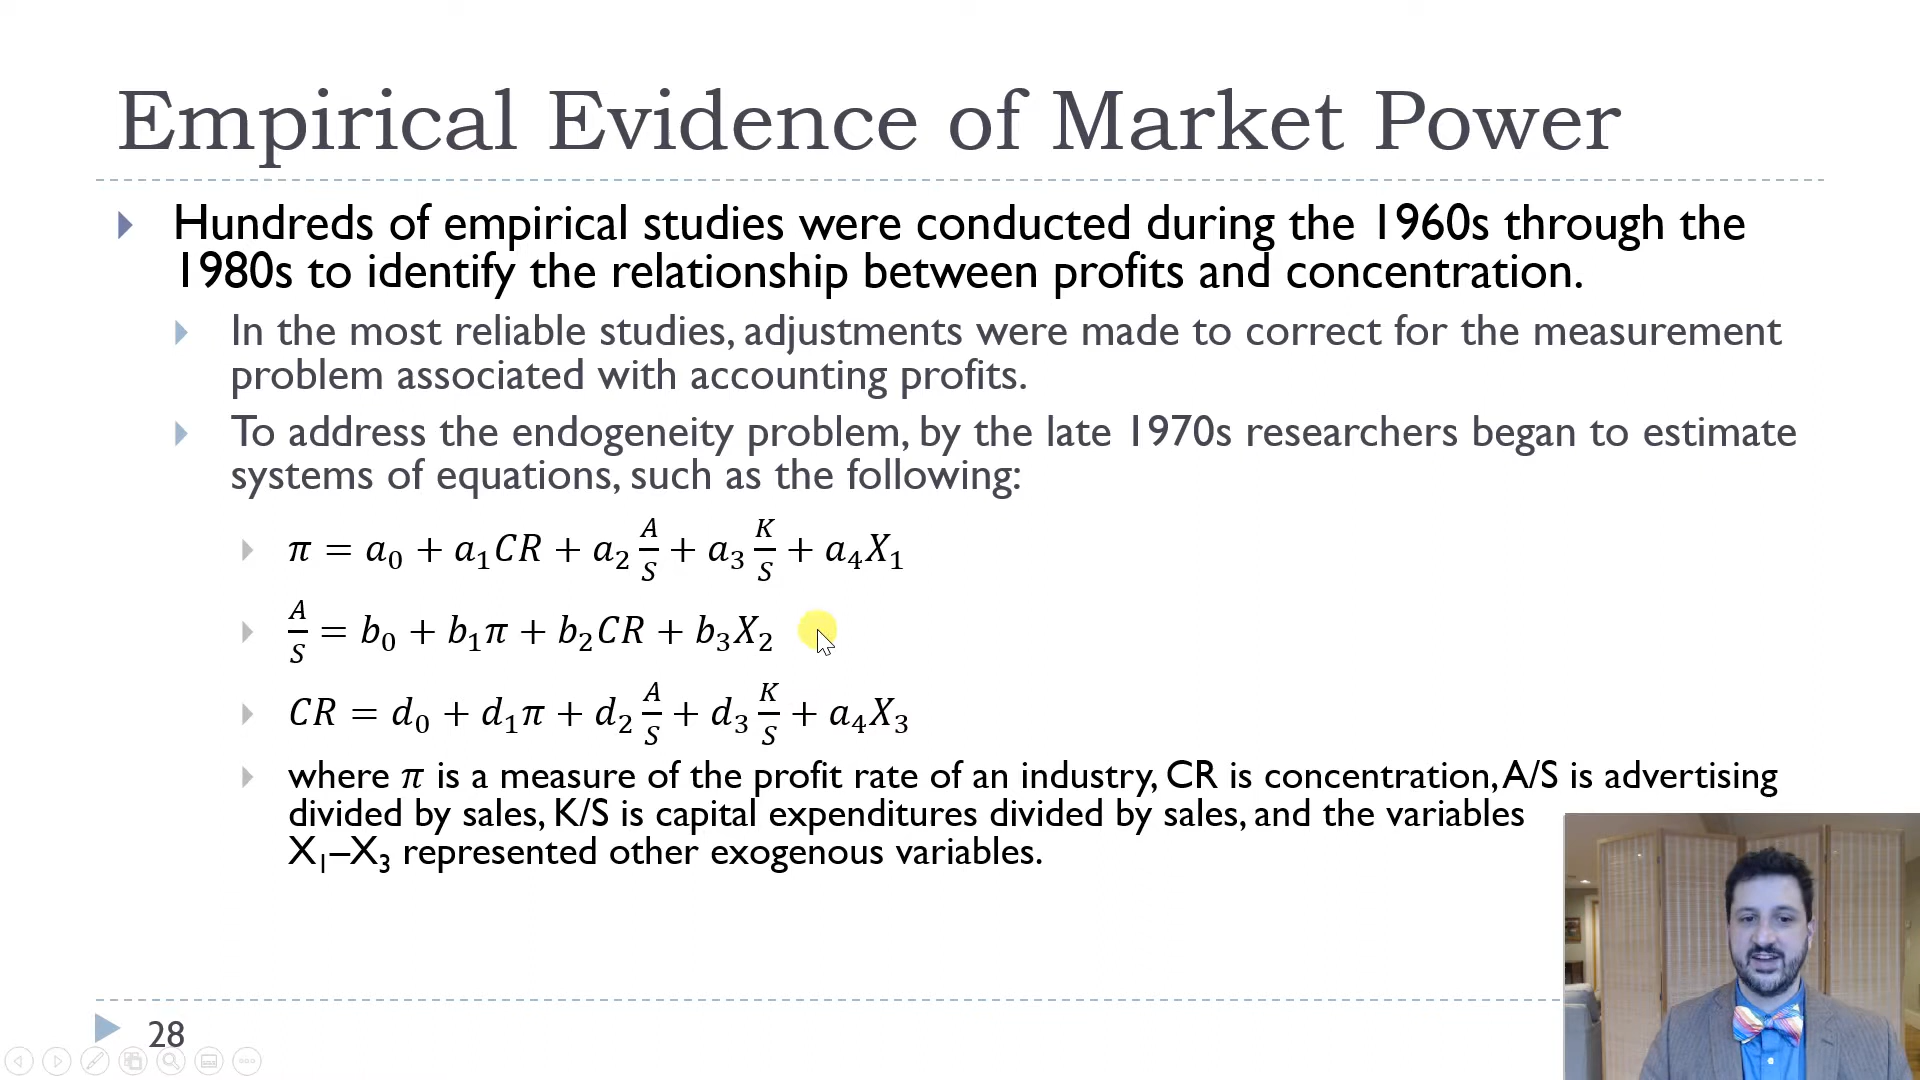 Empirical Evidence of Market Power
Hundreds of empirical studies were conducted during the 1960s through the
1980s to identify the relationship between profits and concentration.
In the most reliable studies, adjustments were made to correct for the measurement
problem associated with accounting profits.
To address the endogeneity problem, by the late 1970s researchers began to estimate
systems of equations, such as the following:
π = a₀ + a₁CR + a₂ A/S + a₃ K/S + a₄X₁
A/S = b₀ + b₁π + b₂CR + b₃X₂
CR = d₀ + d₁π + d₂ A/S + d₃ K/S + a₄X₃
where π is a measure of the profit rate of an industry, CR is concentration, A/S is advertising
divided by sales, K/S is capital expenditures divided by sales, and the variables
X₁–X₃ represented other exogenous variables.
28